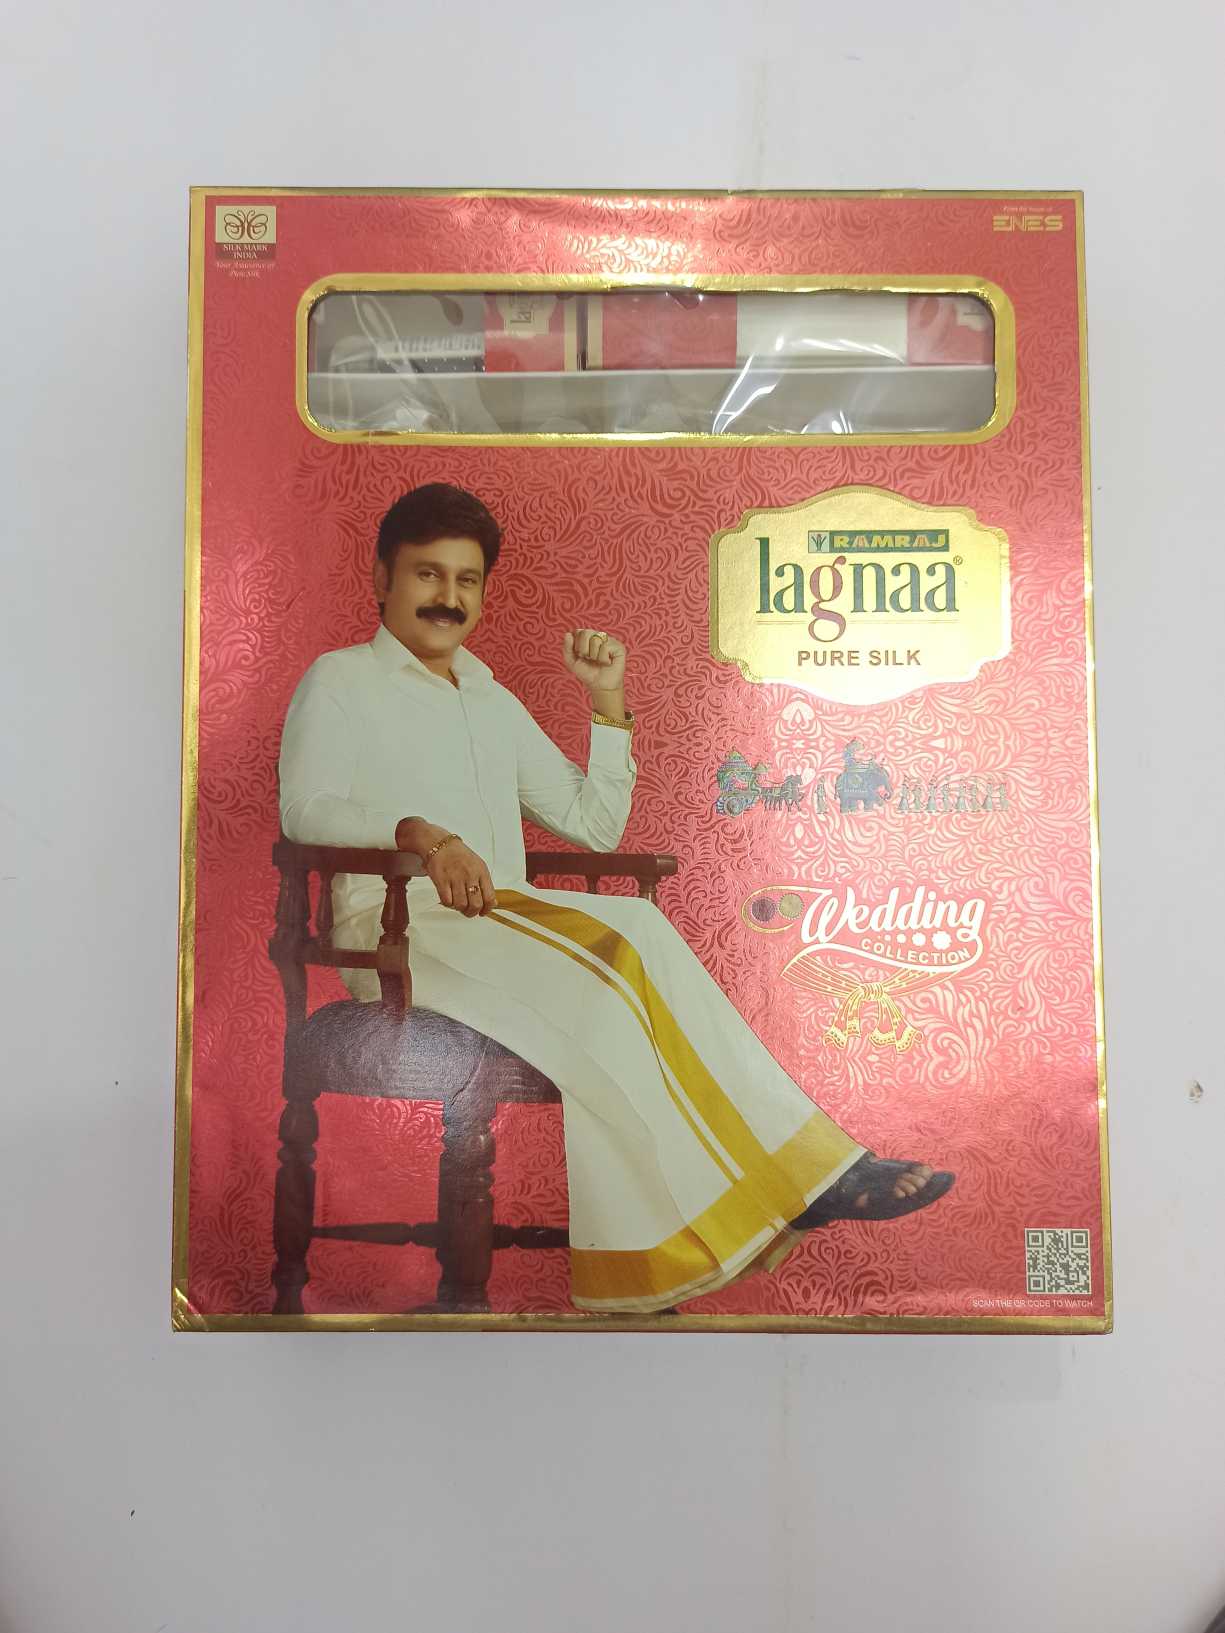 SILK MARK
INDIA
Your Assurance of
Pure Silk
From the house of
ENES
RAMRAJ
lagnaa®
PURE SILK
Wedding
COLLECTION
SCAN THE QR CODE TO WATCH